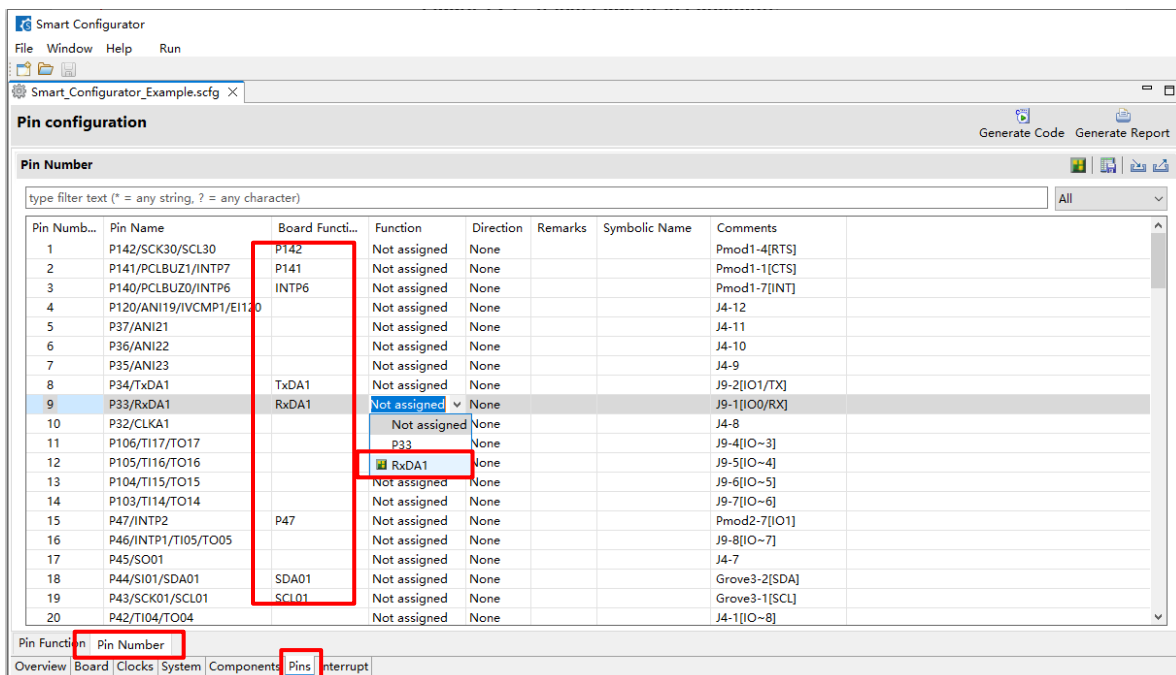 Smart Configurator
File Window Help Run
Smart_Configurator_Example.scfg
Pin configuration
Generate Code Generate Report
Pin Number
type filter text (* = any string, ? = any character) All
Pin Numb... Pin Name Board Functi... Function Direction Remarks Symbolic Name Comments
1 P142/SCK30/SCL30 P142 Not assigned None Pmod1-4[RTS]
2 P141/PCLBUZ1/INTP7 P141 Not assigned None Pmod1-1[CTS]
3 P140/PCLBUZ0/INTP6 INTP6 Not assigned None Pmod1-7[INT]
4 P120/ANI19/IVCMP1/EI120 Not assigned None J4-12
5 P37/ANI21 Not assigned None J4-11
6 P36/ANI22 Not assigned None J4-10
7 P35/ANI23 Not assigned None J4-9
8 P34/TxDA1 TxDA1 Not assigned None J9-2[IO1/TX]
9 P33/RxDA1 RxDA1 Not assigned None J9-1[IO0/RX]
10 P32/CLKA1 Not assigned None J4-8
11 P106/TI17/TO17 P33 None J9-4[IO~3]
12 P105/TI16/TO16 RxDA1 None J9-5[IO~4]
13 P104/TI15/TO15 Not assigned None J9-6[IO~5]
14 P103/TI14/TO14 Not assigned None J9-7[IO~6]
15 P47/INTP2 P47 Not assigned None Pmod2-7[IO1]
16 P46/INTP1/TI05/TO05 Not assigned None J9-8[IO~7]
17 P45/SO01 Not assigned None J4-7
18 P44/SI01/SDA01 SDA01 Not assigned None Grove3-2[SDA]
19 P43/SCK01/SCL01 SCL01 Not assigned None Grove3-1[SCL]
20 P42/TI04/TO04 Not assigned None J4-1[IO~8]
Pin Function Pin Number
Overview Board Clocks System Components Pins Interrupt